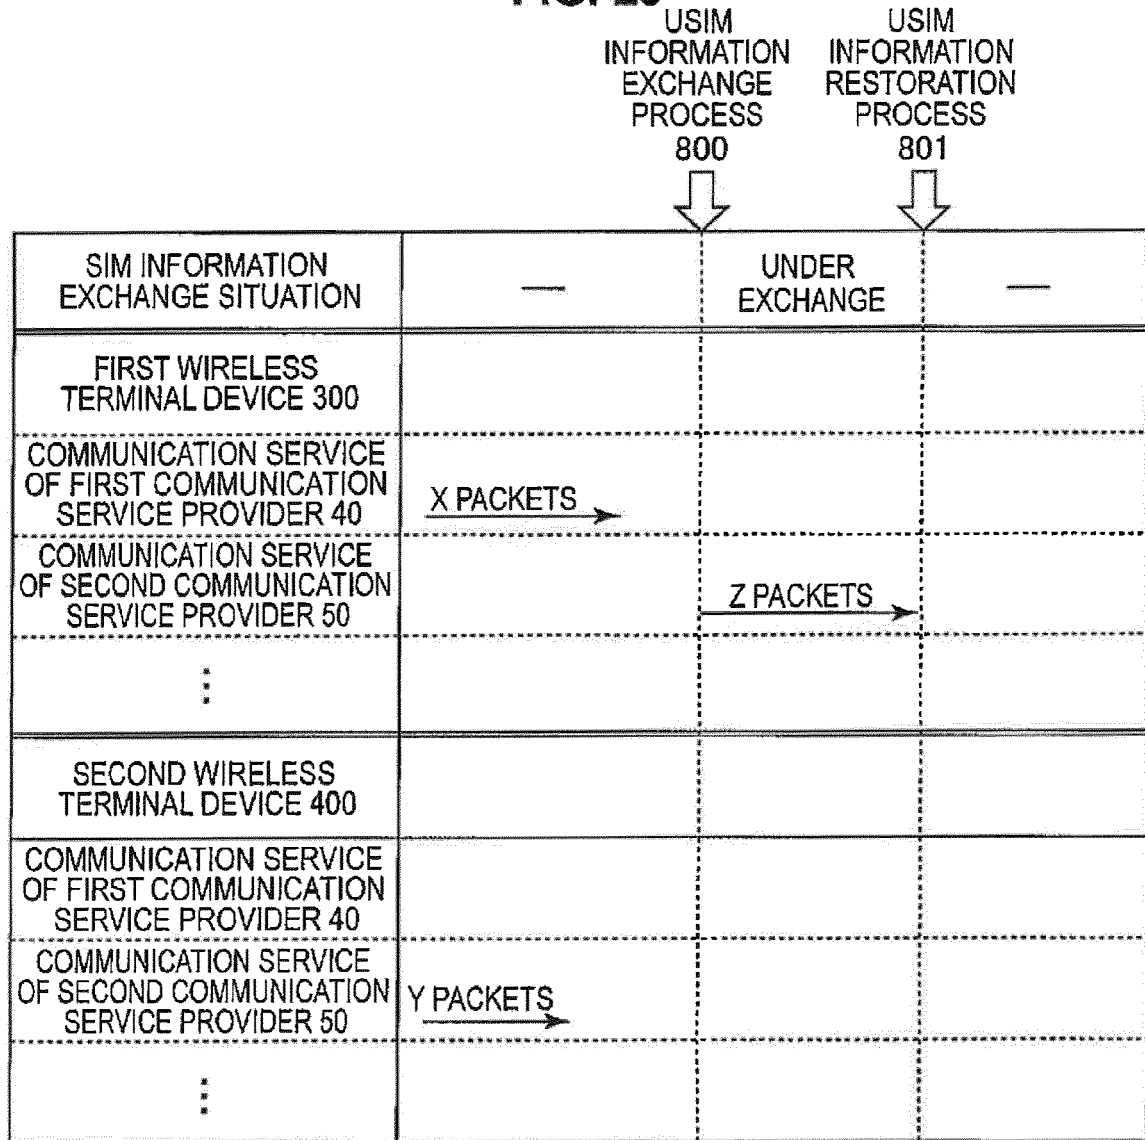 USIM
INFORMATION
EXCHANGE
PROCESS
800
USIM
INFORMATION
RESTORATION
PROCESS
801
SIM INFORMATION
EXCHANGE SITUATION
—
UNDER
EXCHANGE
—
FIRST WIRELESS
TERMINAL DEVICE 300
COMMUNICATION SERVICE
OF FIRST COMMUNICATION
SERVICE PROVIDER 40
X PACKETS
COMMUNICATION SERVICE
OF SECOND COMMUNICATION
SERVICE PROVIDER 50
Z PACKETS
⋮
SECOND WIRELESS
TERMINAL DEVICE 400
COMMUNICATION SERVICE
OF FIRST COMMUNICATION
SERVICE PROVIDER 40
COMMUNICATION SERVICE
OF SECOND COMMUNICATION
SERVICE PROVIDER 50
Y PACKETS
⋮